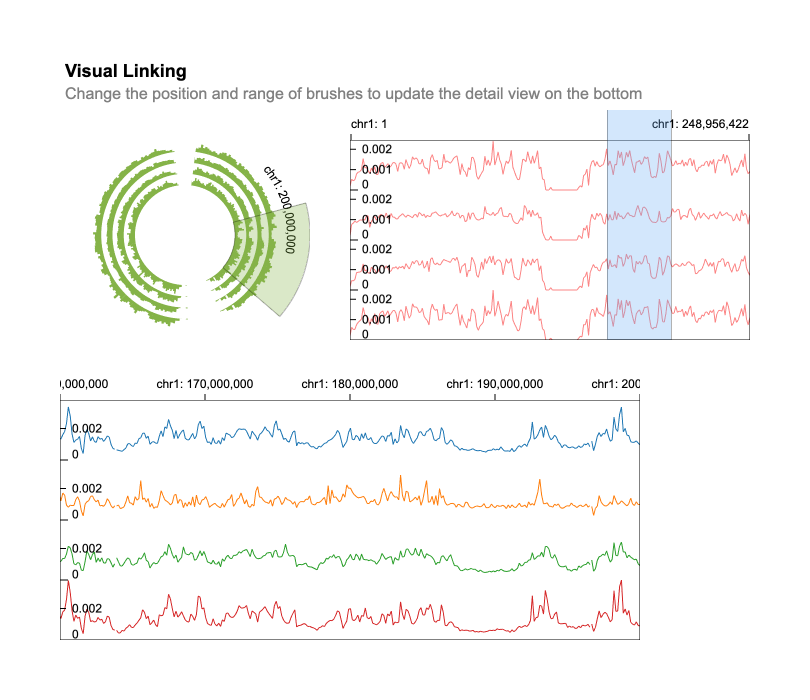 Visual Linking
Change the position and range of brushes to update the detail view on the bottom
chr1: 200,000,000
chr1: 1
chr1: 248,956,422
0.002
0.001
0
0.002
0.001
0
0.002
0.001
0
0.002
0.001
0
0,000,000
chr1: 170,000,000
chr1: 180,000,000
chr1: 190,000,000
chr1: 200
0.002
0
0.002
0
0.002
0
0.002
0